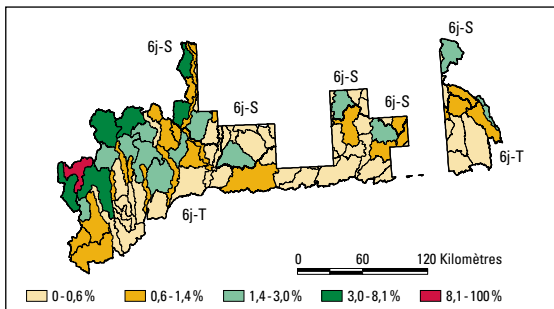 6j-S
6j-S
6j-S
6j-S
6j-S
6j-T
6j-T
0 60 120 Kilomètres
0 - 0,6 % 0,6 - 1,4 % 1,4 - 3,0 % 3,0 - 8,1 % 8,1 - 100 %